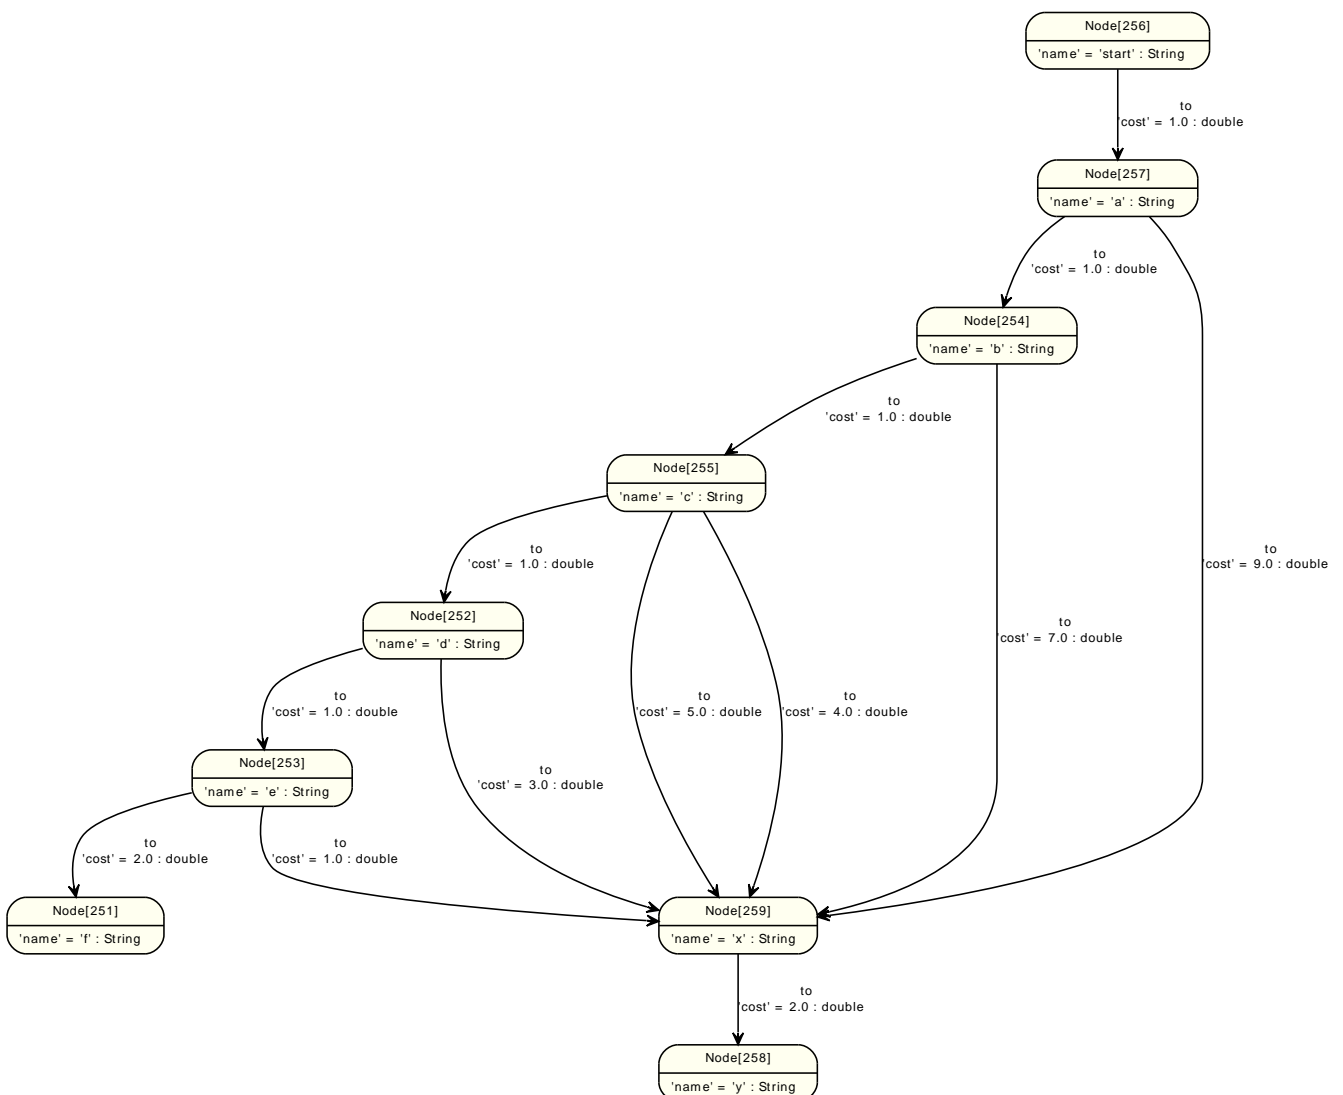 Node[256]
'name' = 'start' : String
to
'cost' = 1.0 : double
Node[257]
'name' = 'a' : String
to
'cost' = 1.0 : double
Node[254]
'name' = 'b' : String
to
'cost' = 1.0 : double
Node[255]
'name' = 'c' : String
to
'cost' = 1.0 : double
to
'cost' = 9.0 : double
Node[252]
'name' = 'd' : String
to
'cost' = 7.0 : double
to
'cost' = 1.0 : double
to
'cost' = 5.0 : double
to
'cost' = 4.0 : double
Node[253]
'name' = 'e' : String
to
'cost' = 3.0 : double
to
'cost' = 2.0 : double
to
'cost' = 1.0 : double
Node[251]
'name' = 'f' : String
Node[259]
'name' = 'x' : String
to
'cost' = 2.0 : double
Node[258]
'name' = 'y' : String